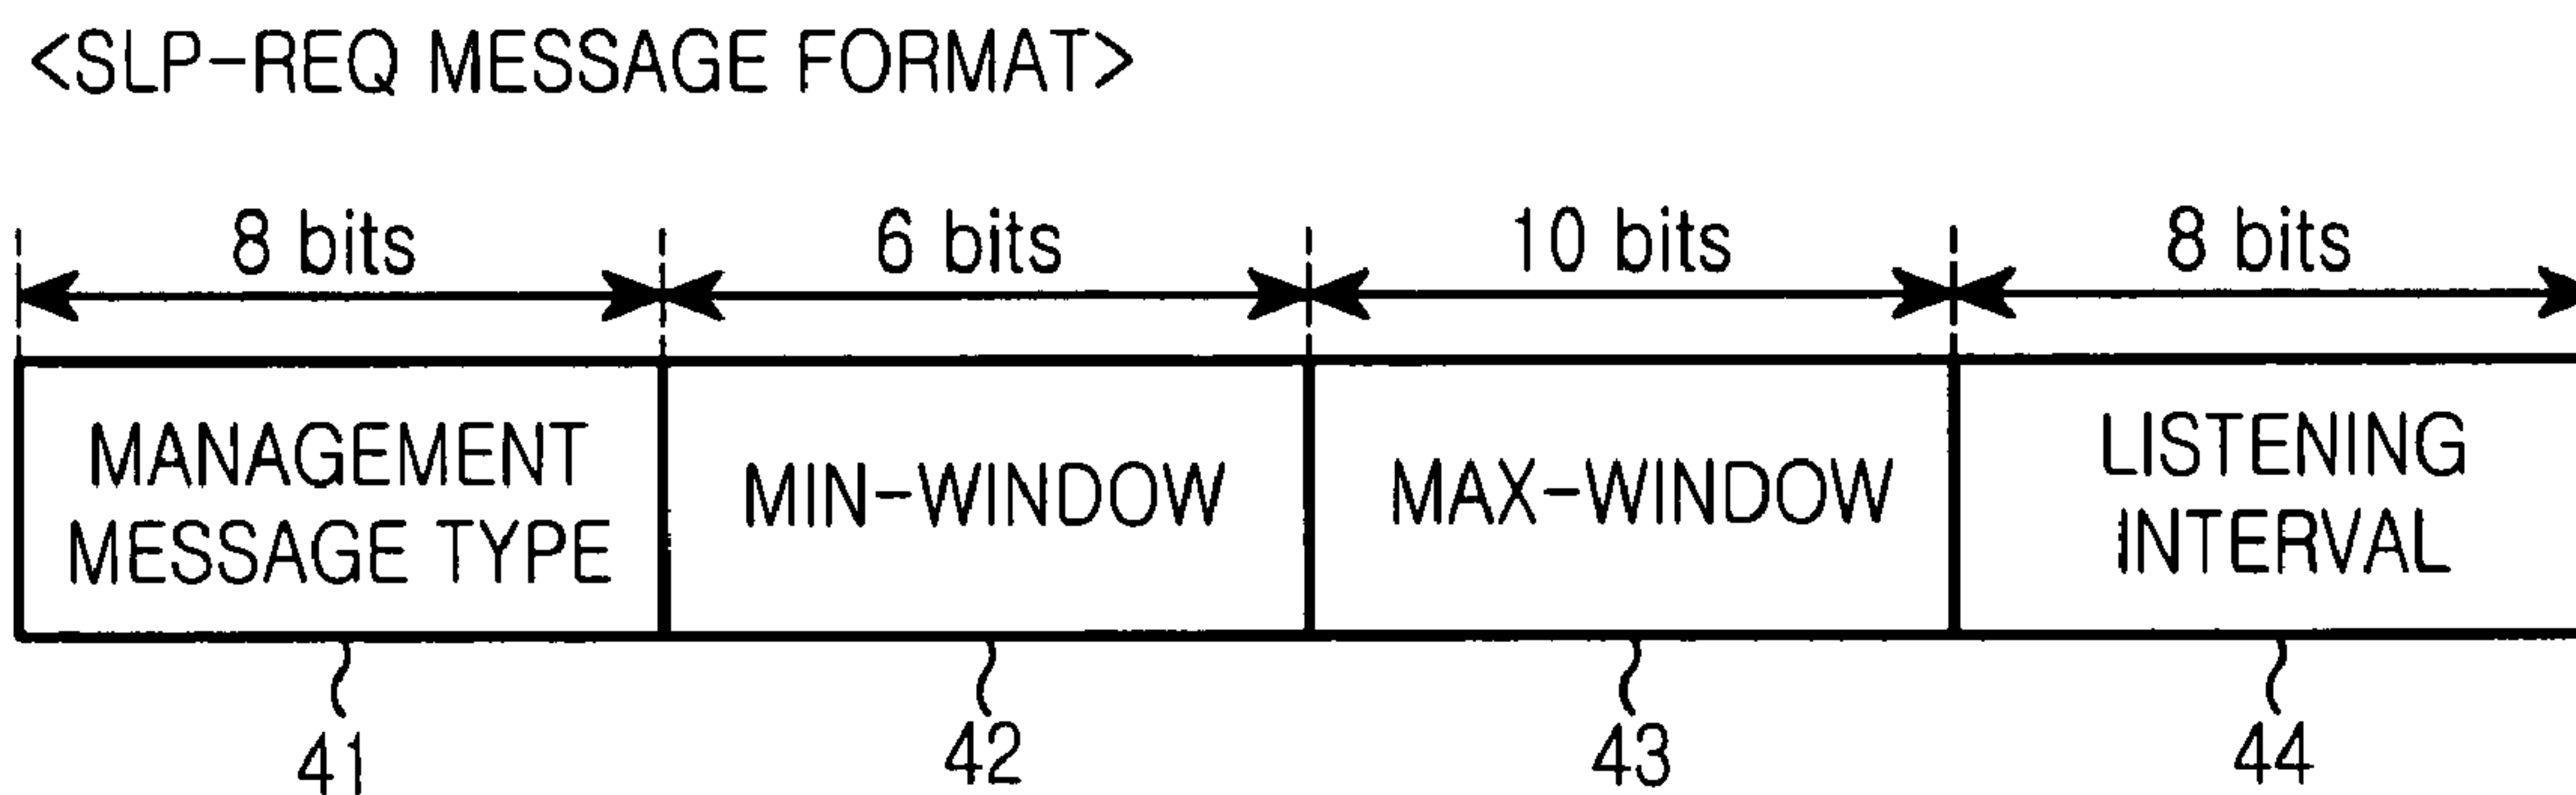 <SLP-REQ MESSAGE FORMAT>
8 bits 6 bits 10 bits 8 bits
MANAGEMENT
MESSAGE TYPE
MIN-WINDOW
MAX-WINDOW
LISTENING
INTERVAL
41 42 43 44